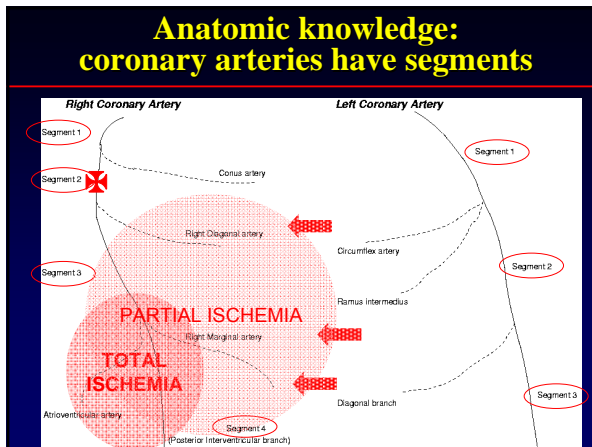 Anatomic knowledge:
coronary arteries have segments
Right Coronary Artery
Left Coronary Artery
Segment 1
Segment 1
Segment 2
Conus artery
Right Diagonal artery
Circumflex artery
Segment 3
Segment 2
Ramus intermedius
PARTIAL ISCHEMIA
Right Marginal artery
TOTAL
ISCHEMIA
Segment 3
Diagonal branch
Atrioventricular artery
Segment 4
(Posterior Interventricular branch)